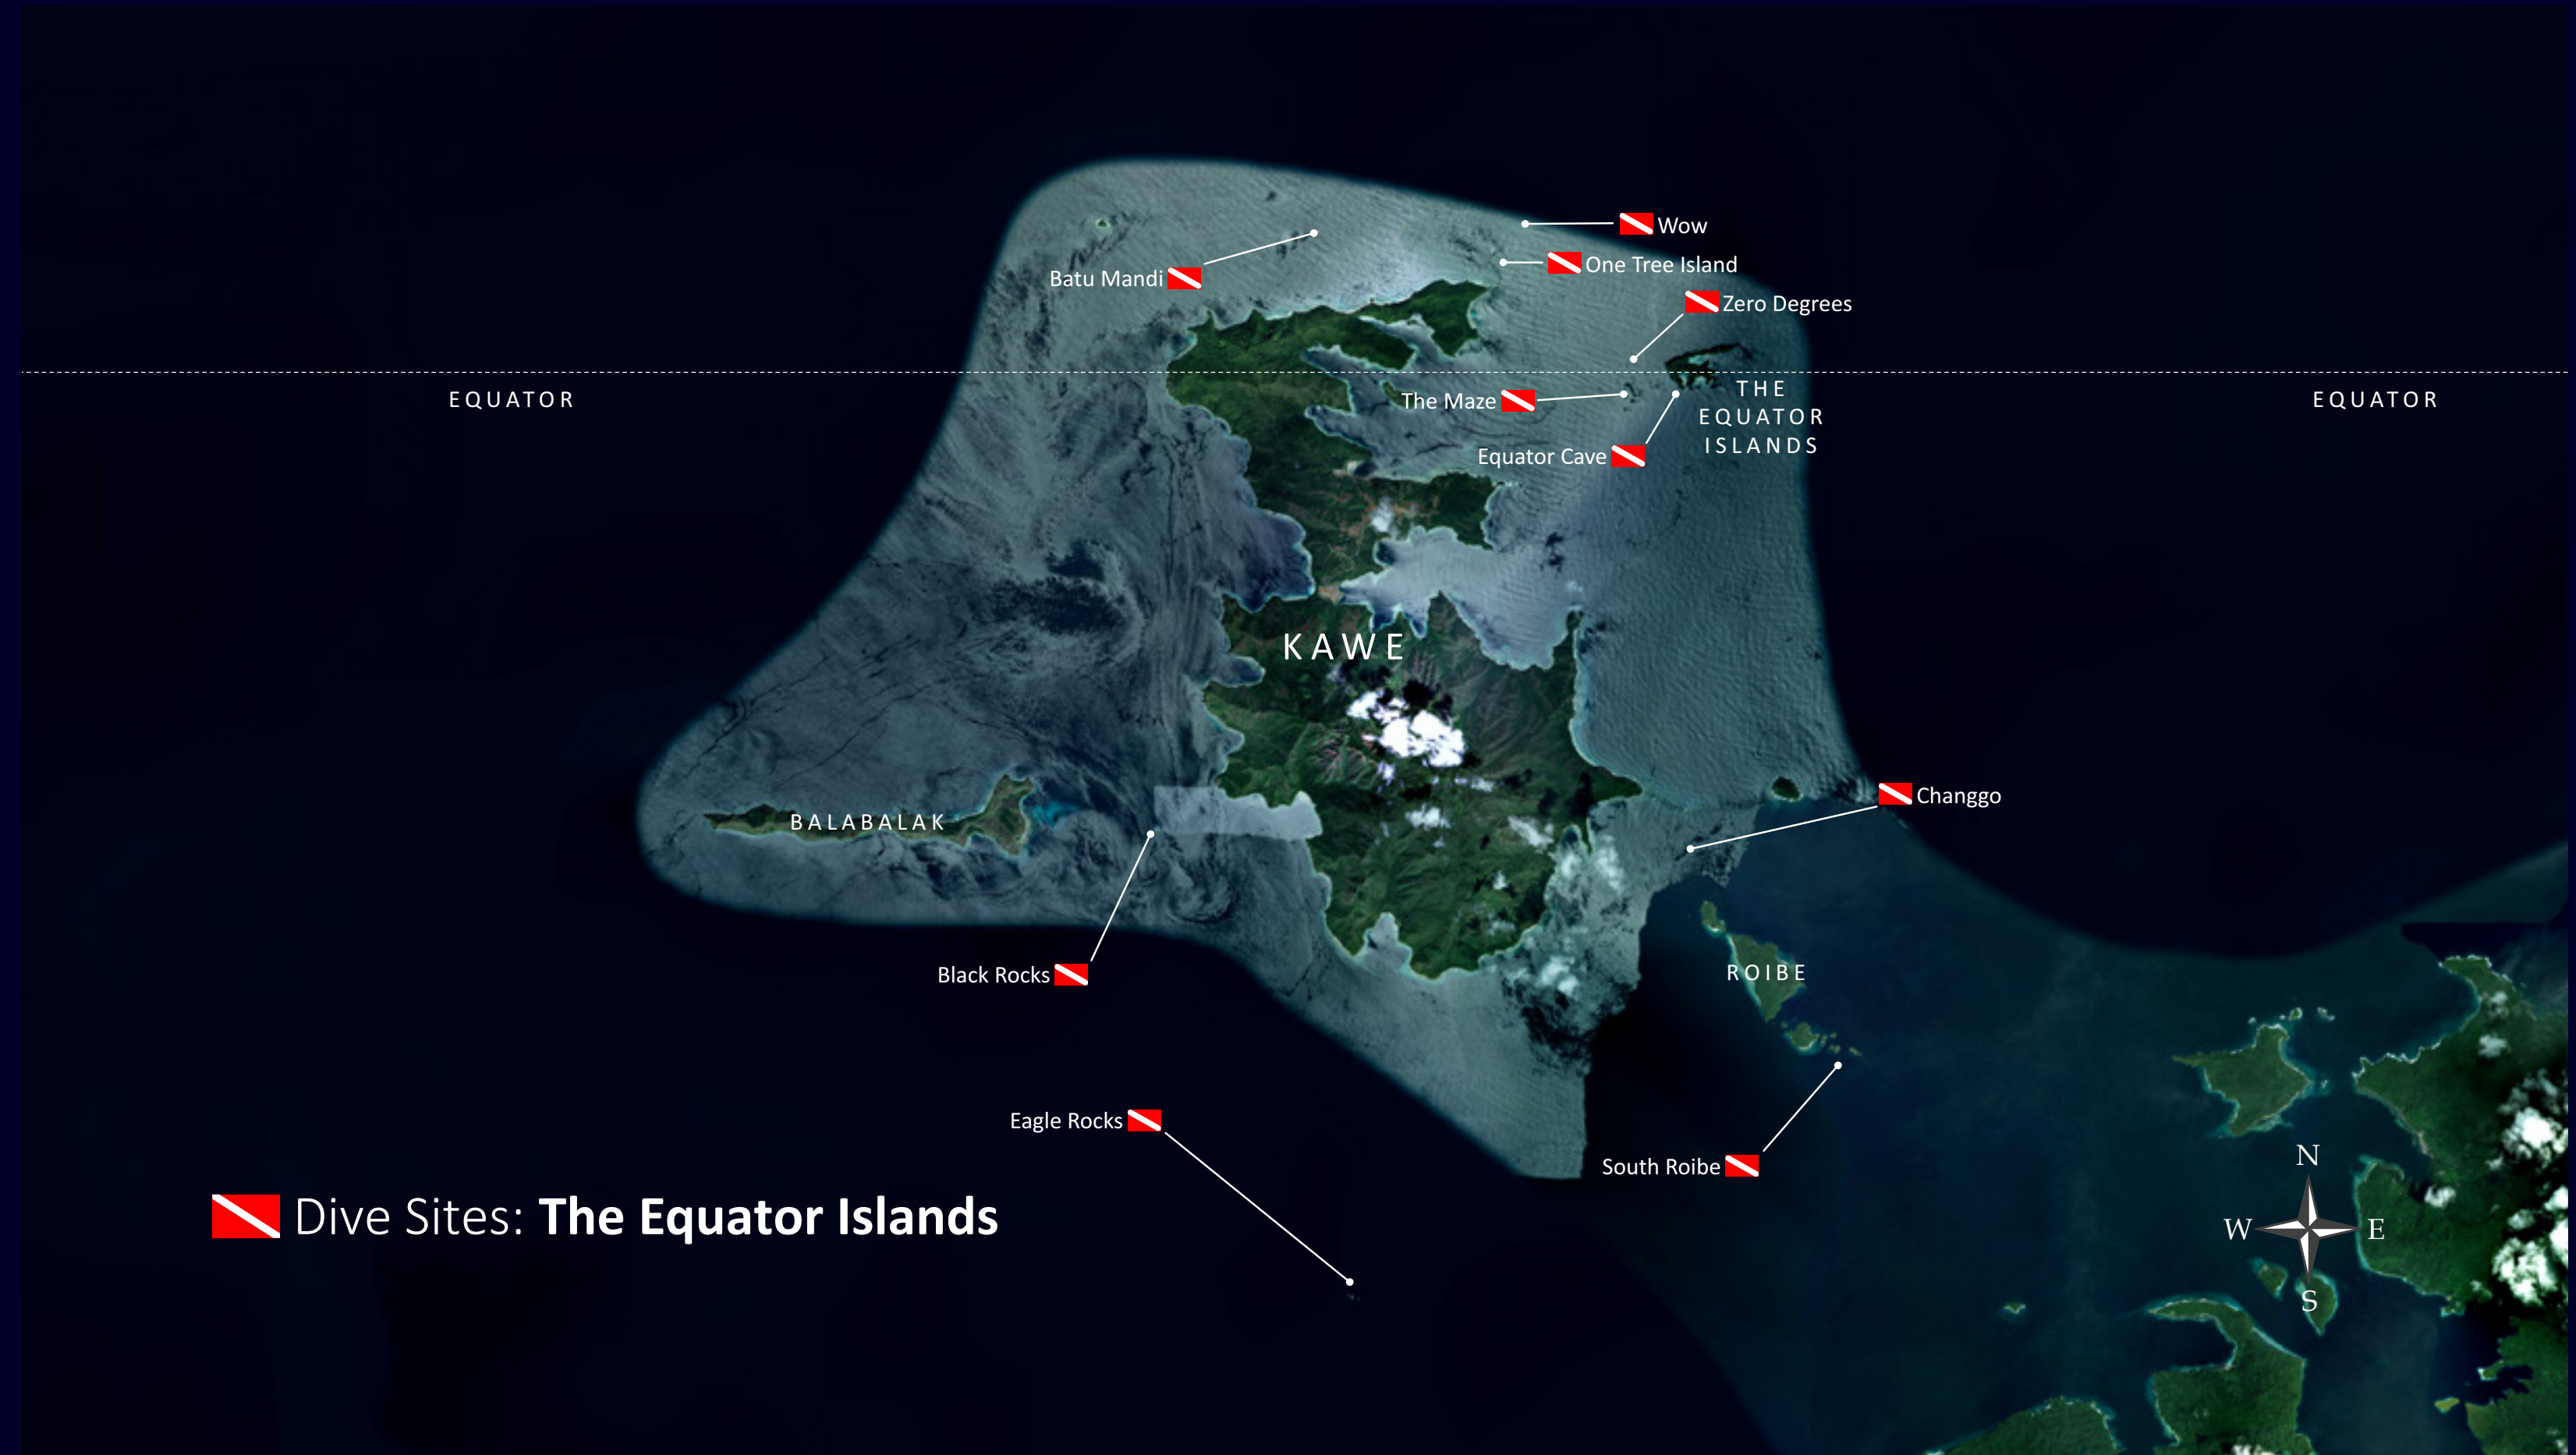 Wow
Batu Mandi
One Tree Island
Zero Degrees
EQUATOR
The Maze
THE
EQUATOR
ISLANDS
EQUATOR
Equator Cave
KAWE
Changgo
BALABALAK
Black Rocks
ROIBE
Eagle Rocks
South Roibe
N
W
E
S
Dive Sites: The Equator Islands